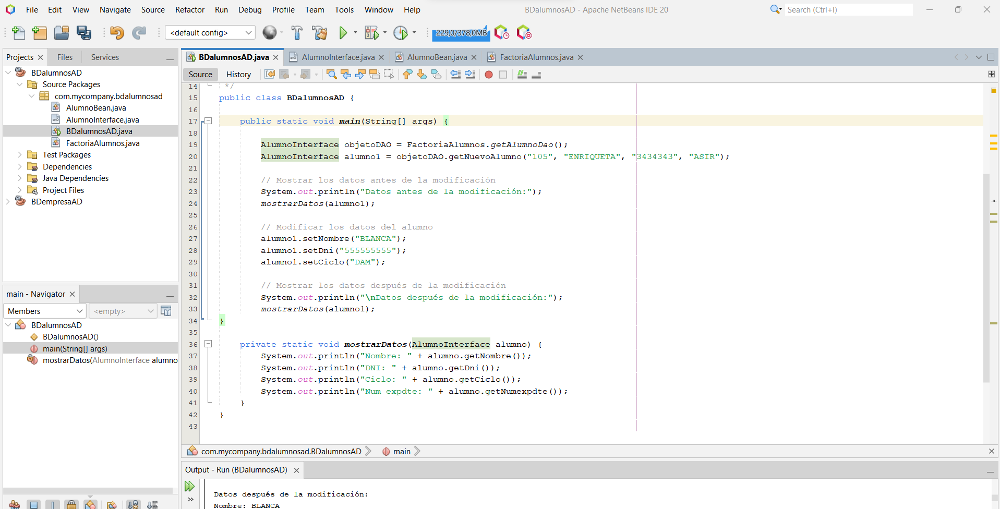 File Edit View Navigate Source Refactor Run Debug Profile Team Tools Window Help
BDalumnosAD - Apache NetBeans IDE 20
Search (Ctrl+I)
<default config>
229,0/378,0MB
Projects
Files
Services
BDalumnosAD
Source Packages
com.mycompany.bdalumnosad
AlumnoBean.java
AlumnoInterface.java
BDalumnosAD.java
FactoriaAlumnos.java
Test Packages
Dependencies
Java Dependencies
Project Files
BDempresaAD
main - Navigator
Members
<empty>
BDalumnosAD
BDalumnosAD()
main(String[] args)
mostrarDatos(AlumnoInterface alumno
BDalumnosAD.java
AlumnoInterface.java
AlumnoBean.java
FactoriaAlumnos.java
Source
History
14 */
15 public class BDalumnosAD {
16
17 public static void main(String[] args) {
18
19 AlumnoInterface objetoDAO = FactoriaAlumnos.getAlumnoDao();
20 AlumnoInterface alumno1 = objetoDAO.getNuevoAlumno("105", "ENRIQUETA", "3434343", "ASIR");
21
22 // Mostrar los datos antes de la modificación
23 System.out.println("Datos antes de la modificación:");
24 mostrarDatos(alumno1);
25
26 // Modificar los datos del alumno
27 alumno1.setNombre("BLANCA");
28 alumno1.setDni("555555555");
29 alumno1.setCiclo("DAM");
30
31 // Mostrar los datos después de la modificación
32 System.out.println("\nDatos después de la modificación:");
33 mostrarDatos(alumno1);
34 }
35
36 private static void mostrarDatos(AlumnoInterface alumno) {
37 System.out.println("Nombre: " + alumno.getNombre());
38 System.out.println("DNI: " + alumno.getDni());
39 System.out.println("Ciclo: " + alumno.getCiclo());
40 System.out.println("Num expdte: " + alumno.getNumexpdte());
41 }
42 }
43
com.mycompany.bdalumnosad.BDalumnosAD
main
Output - Run (BDalumnosAD)
Datos después de la modificación:
Nombre: BLANCA